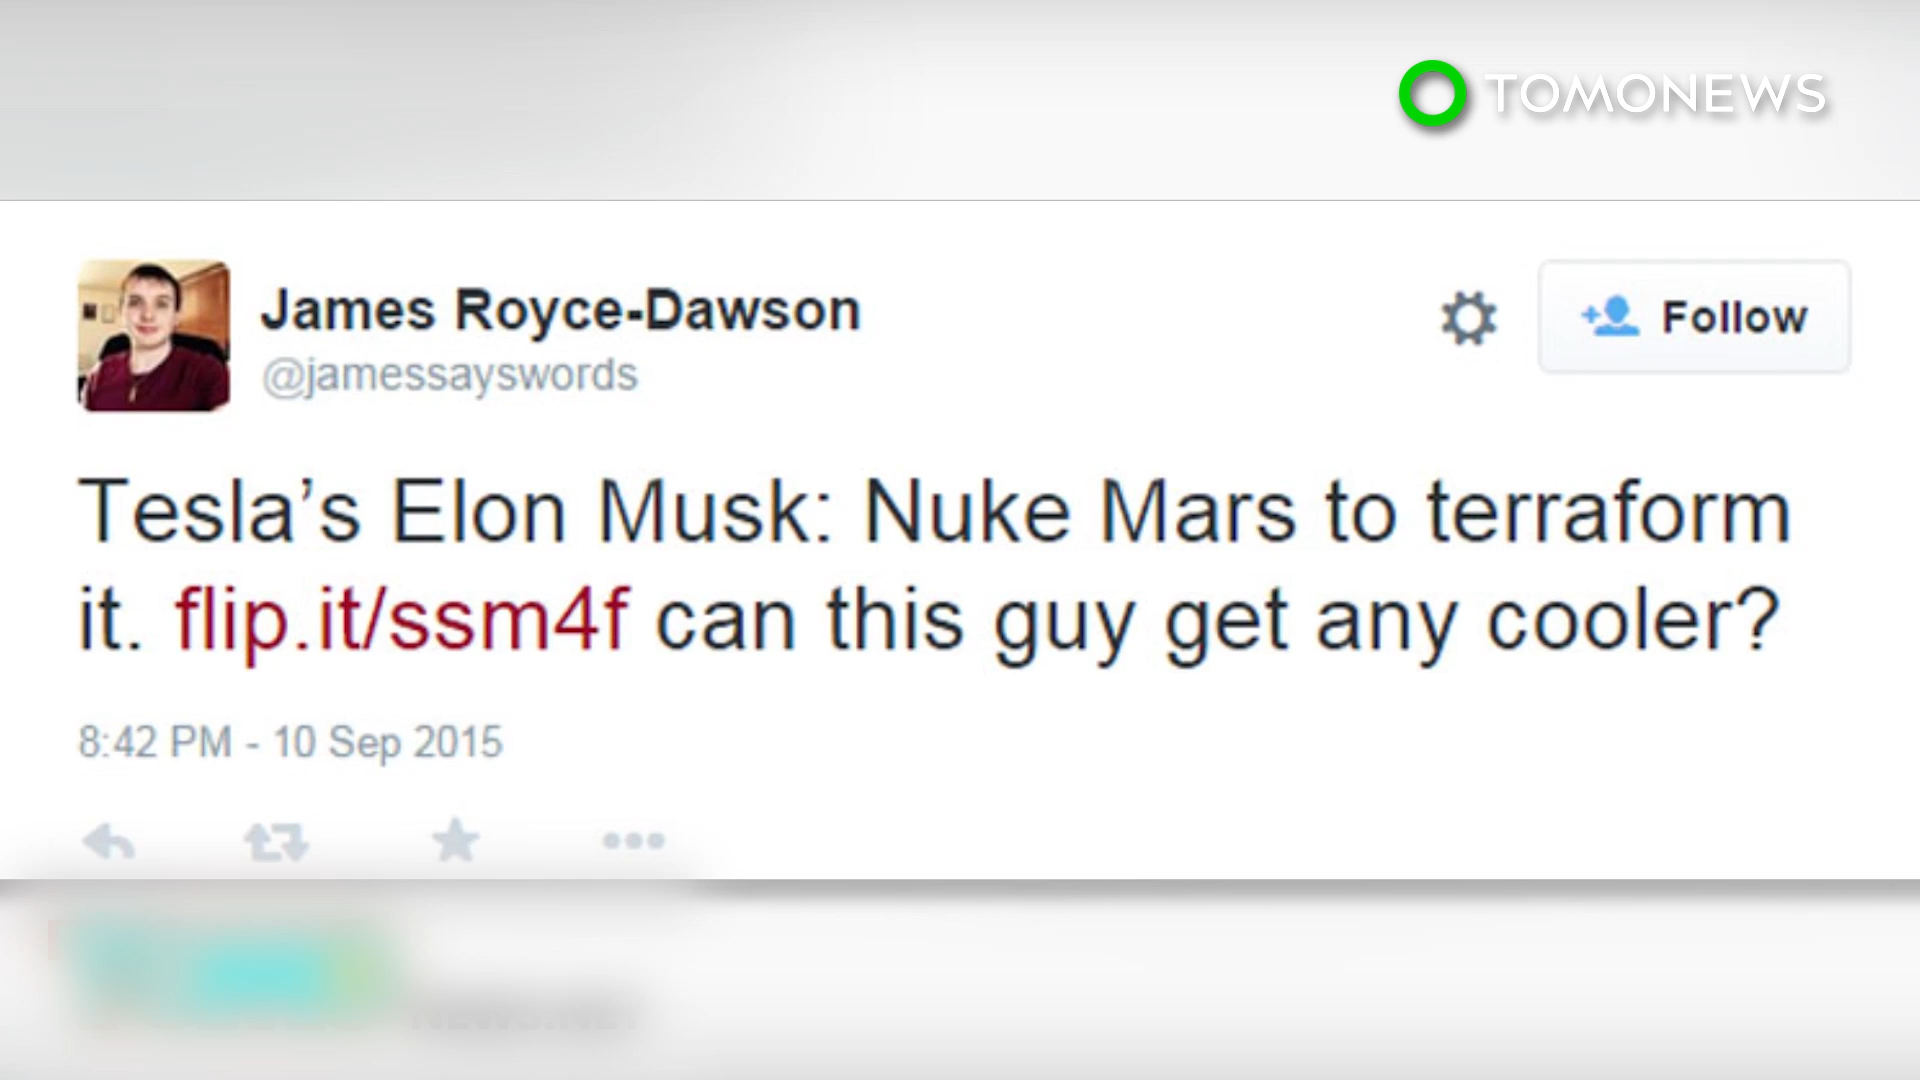 TOMONEWS
James Royce-Dawson
@jamessayswords
Follow
Tesla’s Elon Musk: Nuke Mars to terraform
it. flip.it/ssm4f can this guy get any cooler?
8:42 PM - 10 Sep 2015